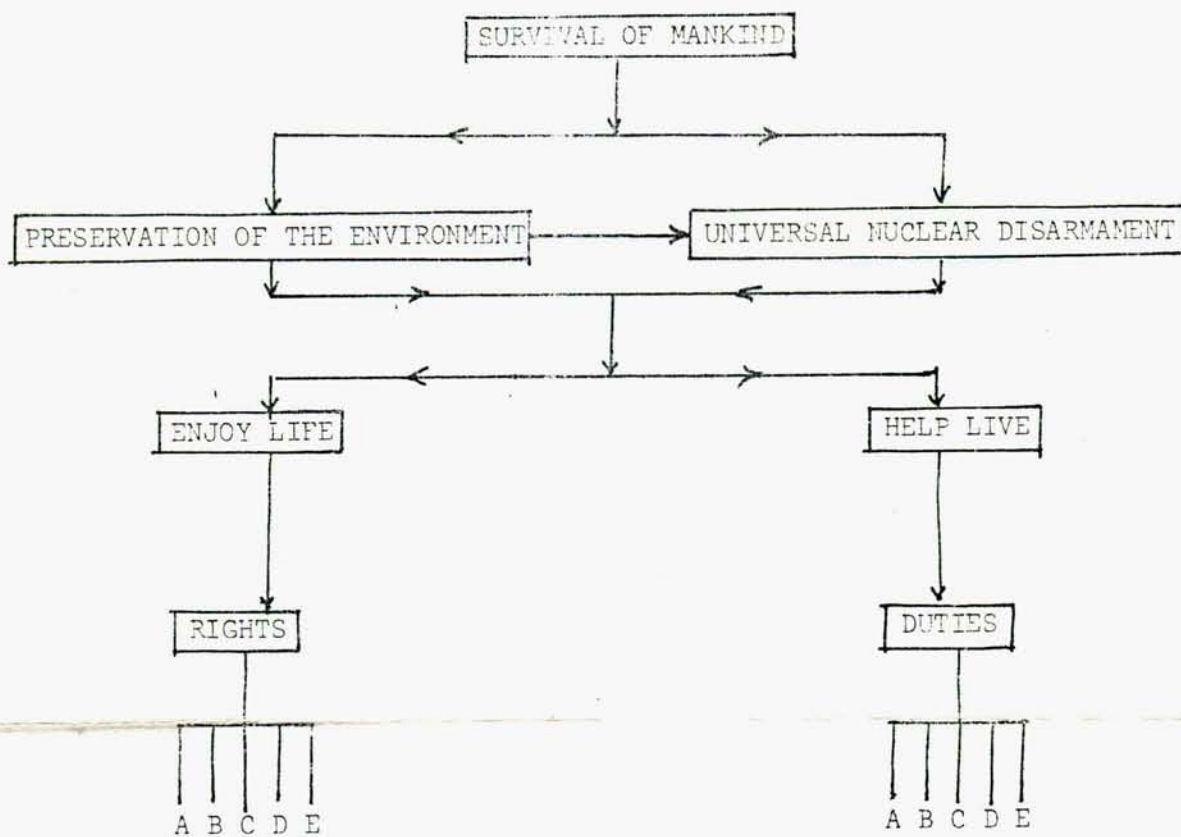 SURVIVAL OF MANKIND
PRESERVATION OF THE ENVIRONMENT
UNIVERSAL NUCLEAR DISARMAMENT
ENJOY LIFE
HELP LIVE
RIGHTS
DUTIES
A B C D E
A B C D E